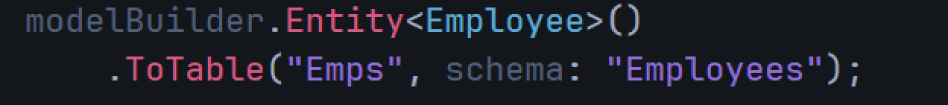 modelBuilder.Entity<Employee>()
.ToTable("Emps", schema: "Employees");